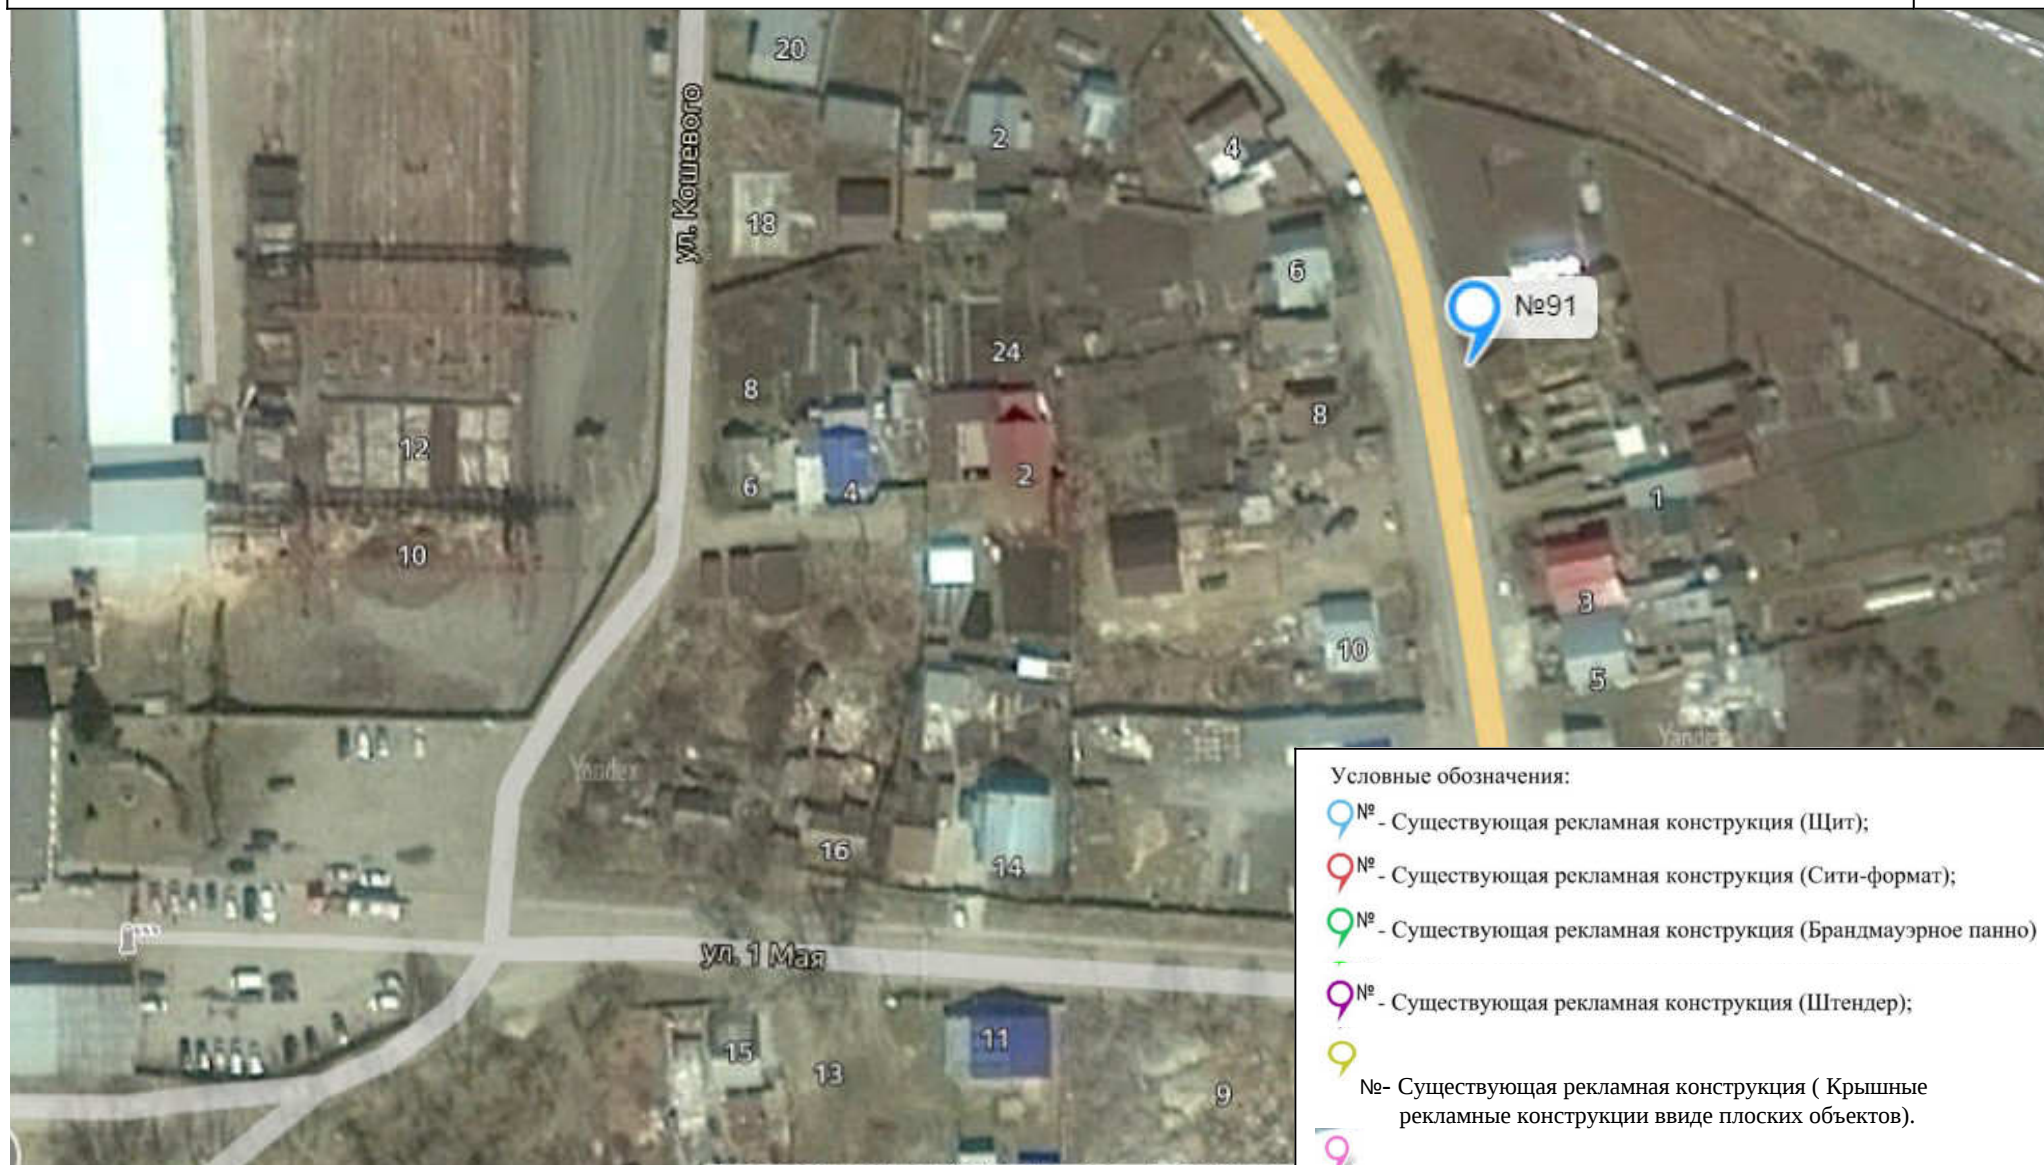 20
2
4
ул. Кошевого
18
6
№91
24
8
8
12
2
6
4
1
10
3
10
5
Yandex
Yandex
16
14
ул. 1 Мая
15
11
13
9
Условные обозначения:
№ - Существующая рекламная конструкция (Щит);
№ - Существующая рекламная конструкция (Сити-формат);
№ - Существующая рекламная конструкция (Брандмауэрное панно)
№ - Существующая рекламная конструкция (Штендер);
№- Существующая рекламная конструкция ( Крышные
рекламные конструкции ввиде плоских объектов).